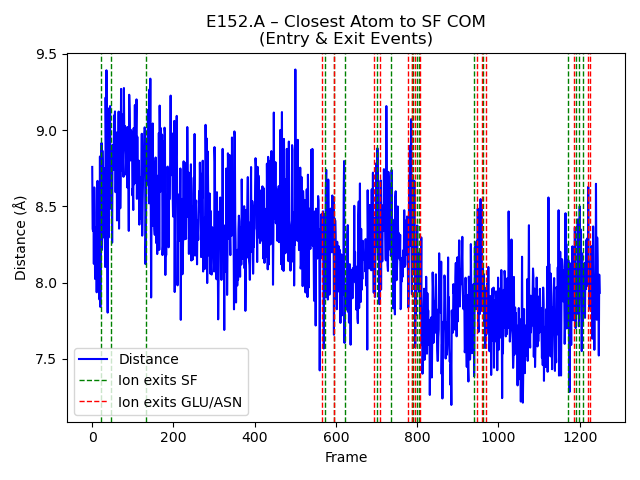 E152.A – Closest Atom to SF COM
(Entry & Exit Events)
9.5
9.0
8.5
8.0
7.5
Distance (Å)
Distance
Ion exits SF
Ion exits GLU/ASN
0 200 400 600 800 1000 1200
Frame